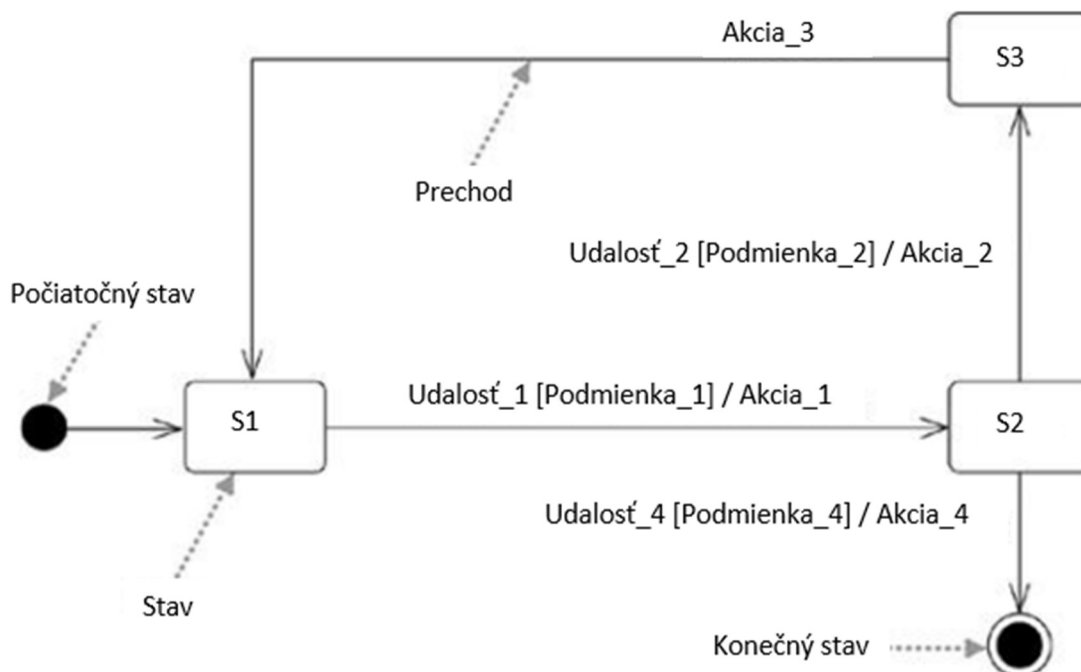 Akcia_3
S3
Prechod
Udalosť_2 [Podmienka_2] / Akcia_2
Počiatočný stav
Udalosť_1 [Podmienka_1] / Akcia_1
S1
S2
Udalosť_4 [Podmienka_4] / Akcia_4
Stav
Konečný stav